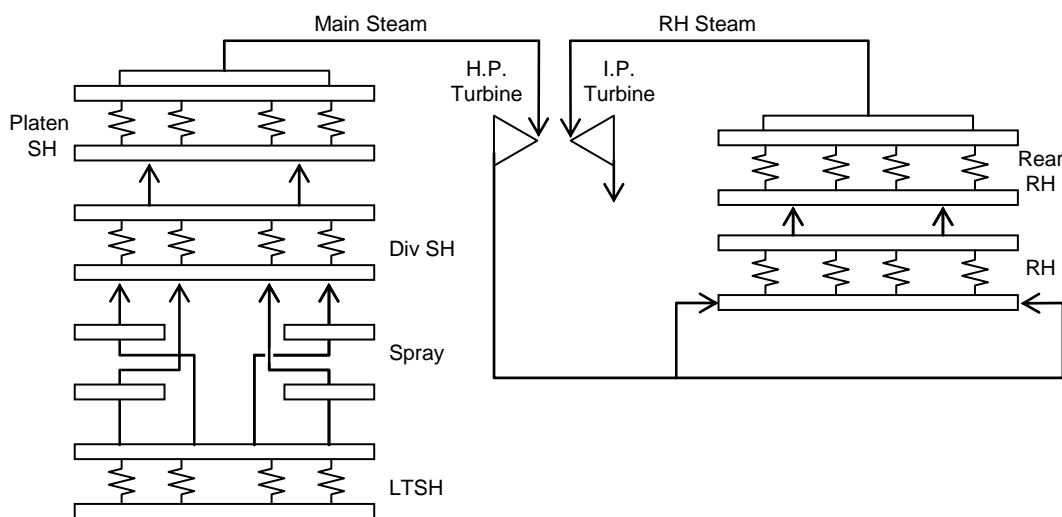 Main Steam
RH Steam
H.P.
Turbine
I.P.
Turbine
Platen
SH
Rear
RH
Div SH
RH
Spray
LTSH